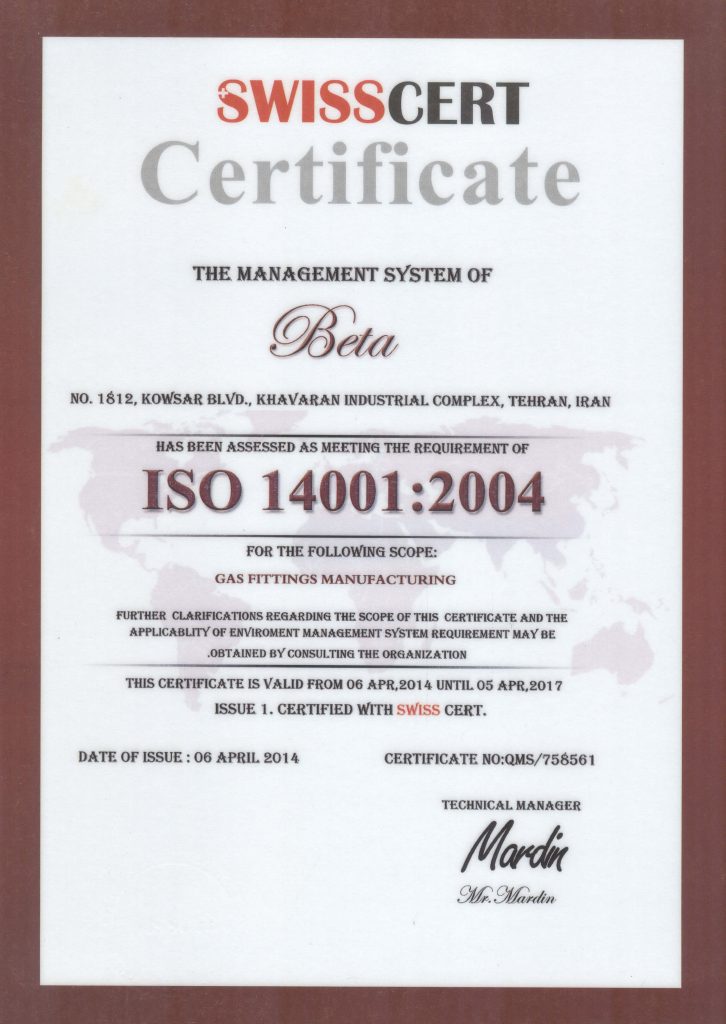 SWISSCERT
Certificate
THE MANAGEMENT SYSTEM OF
Beta
NO. 1812, KOWSAR BLVD., KHAVARAN INDUSTRIAL COMPLEX, TEHRAN, IRAN
HAS BEEN ASSESSED AS MEETING THE REQUIREMENT OF
ISO 14001:2004
FOR THE FOLLOWING SCOPE:
GAS FITTINGS MANUFACTURING
FURTHER CLARIFICATIONS REGARDING THE SCOPE OF THIS CERTIFICATE AND THE
APPLICABLITY OF ENVIROMENT MANAGEMENT SYSTEM REQUIREMENT MAY BE
.OBTAINED BY CONSULTING THE ORGANIZATION
THIS CERTIFICATE IS VALID FROM 06 APR,2014 UNTIL 05 APR,2017
ISSUE 1. CERTIFIED WITH SWISS CERT.
DATE OF ISSUE : 06 APRIL 2014
CERTIFICATE NO:QMS/758561
TECHNICAL MANAGER
Mardin
Mr. Mardin